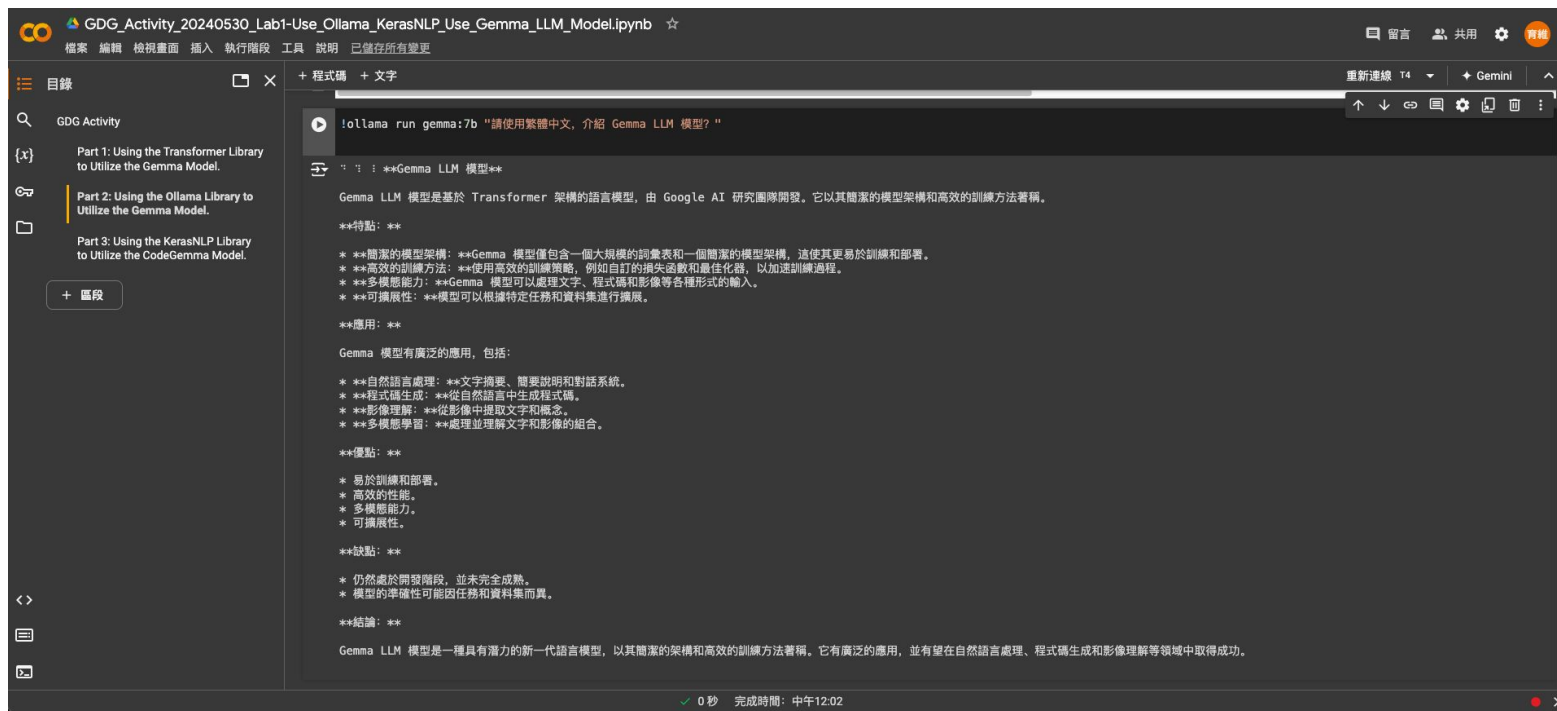 CO
GDG_Activity_20240530_Lab1-Use_Ollama_KerasNLP_Use_Gemma_LLM_Model.ipynb
檔案 編輯 檢視畫面 插入 執行階段 工具 說明 已儲存所有變更
留言 共用 育維
目錄
+ 程式碼 + 文字
重新連線 T4 Gemini
GDG Activity
Part 1: Using the Transformer Library
to Utilize the Gemma Model.
Part 2: Using the Ollama Library to
Utilize the Gemma Model.
Part 3: Using the KerasNLP Library
to Utilize the CodeGemma Model.
+ 區段
{x}
!ollama run gemma:7b "請使用繁體中文，介紹 Gemma LLM 模型？"
**Gemma LLM 模型**
Gemma LLM 模型是基於 Transformer 架構的語言模型，由 Google AI 研究團隊開發。它以其簡潔的模型架構和高效的訓練方法著稱。
**特點：**
* **簡潔的模型架構：**Gemma 模型僅包含一個大規模的詞彙表和一個簡潔的模型架構，這使其更易於訓練和部署。
* **高效的訓練方法：**使用高效的訓練策略，例如自訂的損失函數和最佳化器，以加速訓練過程。
* **多模態能力：**Gemma 模型可以處理文字、程式碼和影像等各種形式的輸入。
* **可擴展性：**模型可以根據特定任務和資料集進行擴展。
**應用：**
Gemma 模型有廣泛的應用，包括：
* **自然語言處理：**文字摘要、簡要說明和對話系統。
* **程式碼生成：**從自然語言中生成程式碼。
* **影像理解：**從影像中提取文字和概念。
* **多模態學習：**處理並理解文字和影像的組合。
**優點：**
* 易於訓練和部署。
* 高效的性能。
* 多模態能力。
* 可擴展性。
**缺點：**
* 仍然處於開發階段，並未完全成熟。
* 模型的準確性可能因任務和資料集而異。
**結論：**
Gemma LLM 模型是一種具有潛力的新一代語言模型，以其簡潔的架構和高效的訓練方法著稱。它有廣泛的應用，並有望在自然語言處理、程式碼生成和影像理解等領域中取得成功。
0 秒 完成時間：中午12:02